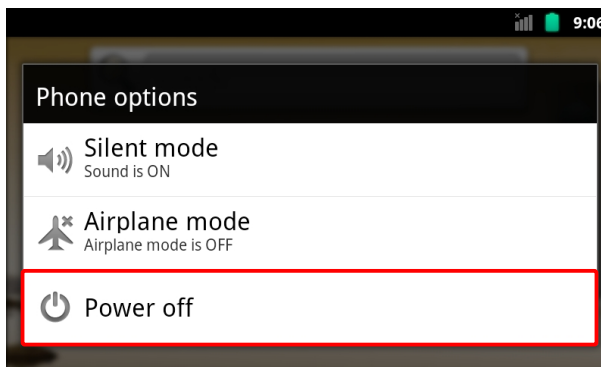 9:06
Phone options
Silent mode
Sound is ON
Airplane mode
Airplane mode is OFF
Power off